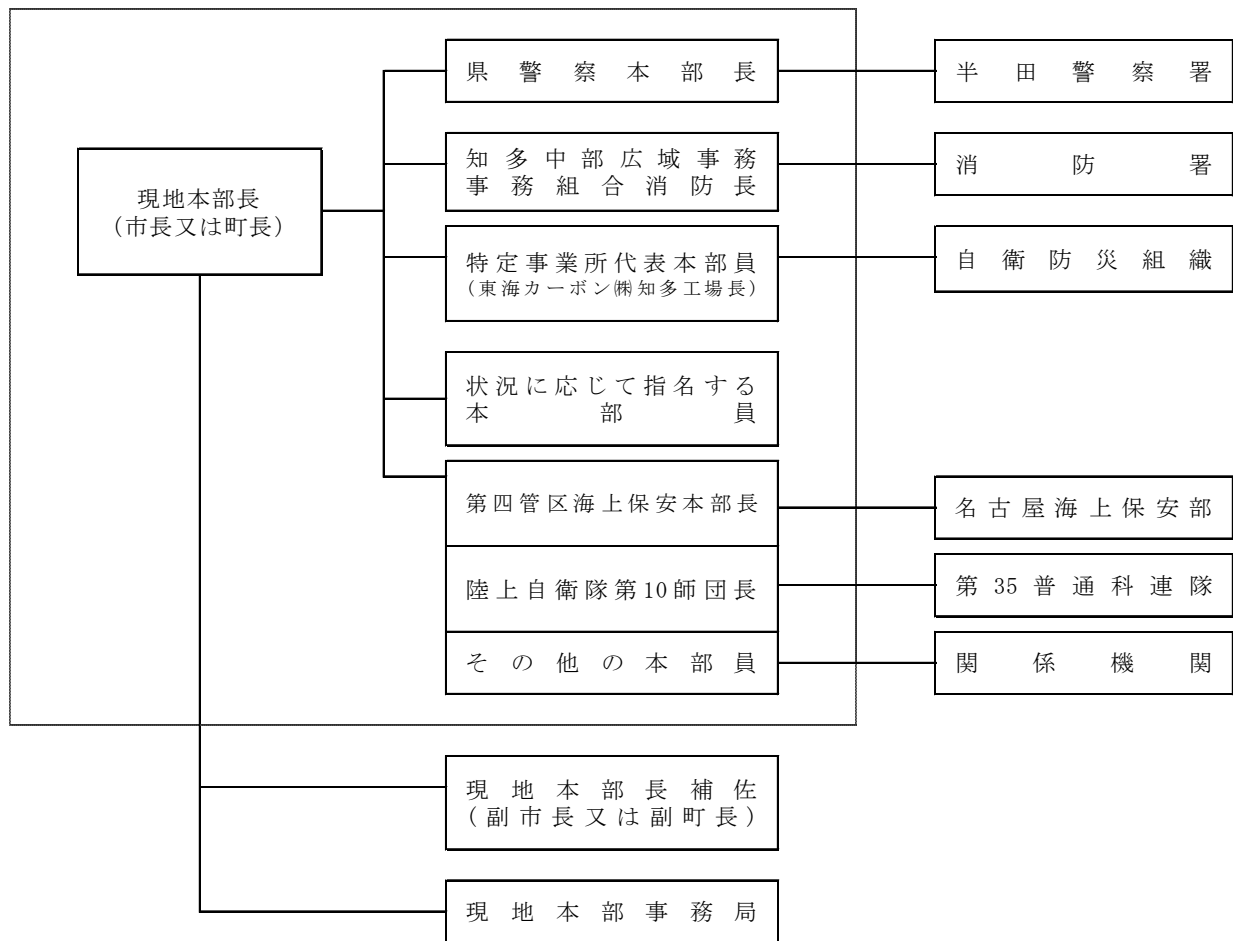 県警察本部長
半田警察署
知多中部広域事務
事務組合消防長
消防署
現地本部長
(市長又は町長)
特定事業所代表本部員
(東海カーボン㈱知多工場長)
自衛防災組織
状況に応じて指名する
本部員
第四管区海上保安本部長
名古屋海上保安部
陸上自衛隊第10師団長
第35普通科連隊
その他の本部員
関係機関
現地本部長補佐
(副市長又は副町長)
現地本部事務局